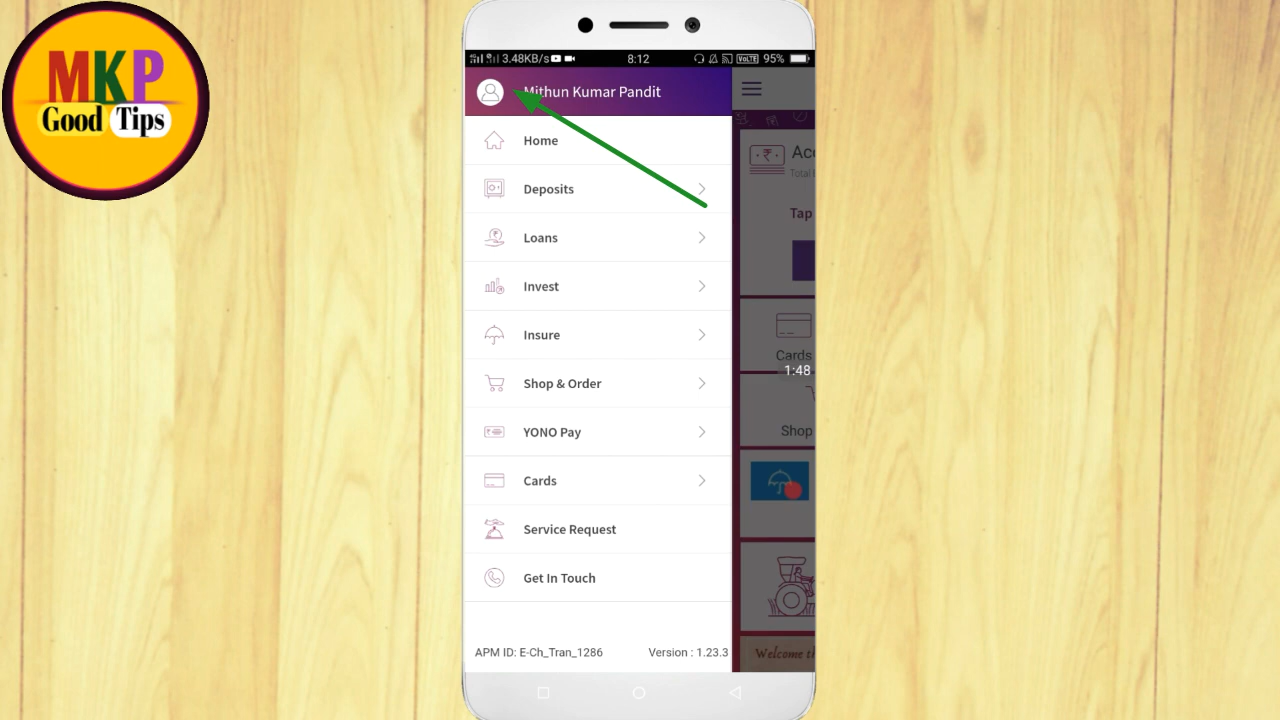 MKP
Good Tips
3.48KB/s 8:12 VoLTE 95%
Mithun Kumar Pandit
Home
Deposits
Loans
Invest
Insure
Shop & Order
YONO Pay
Cards
Service Request
Get In Touch
APM ID: E-Ch_Tran_1286 Version : 1.23.3
Acc
Total
Tap
Cards
1:48
Shop
Welcome